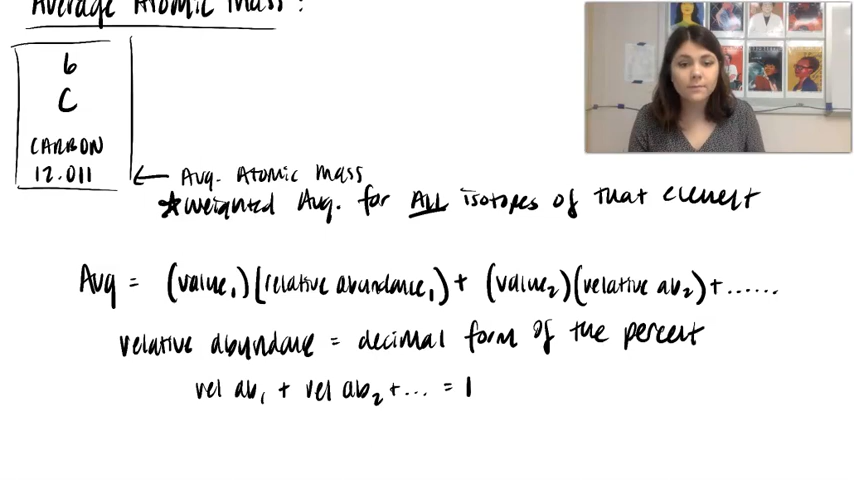 Average Atomic Mass:
6
C
CARBON
12.011
← Avg. Atomic Mass
*weighted Avg. for ALL isotopes of that element
Avg = (value₁)(relative abundance₁) + (value₂)(relative ab₂) + ......
relative abundance = decimal form of the percent
rel ab₁ + rel ab₂ + ... = 1